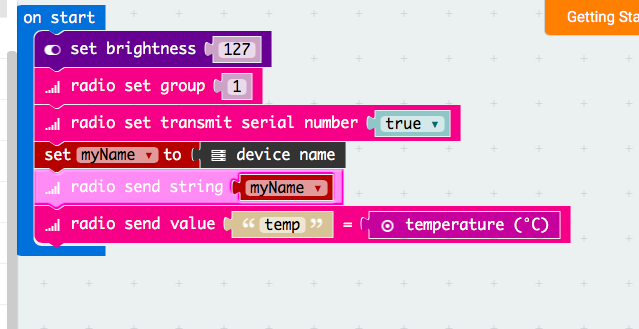 on start
Getting Sta
set brightness 127
radio set group 1
radio set transmit serial number true
set myName to device name
radio send string myName
radio send value “ temp ” = temperature (°C)